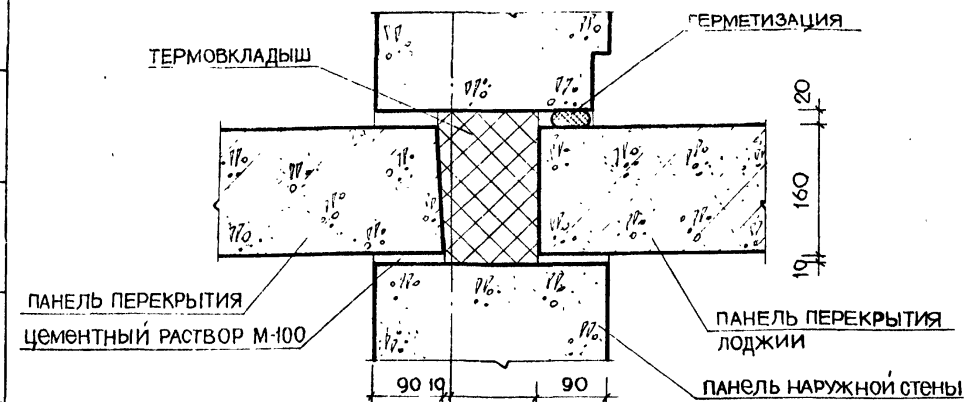 ГЕРМЕТИЗАЦИЯ
ТЕРМОВКЛАДЫШ
20
160
10
ПАНЕЛЬ ПЕРЕКРЫТИЯ
ЦЕМЕНТНЫЙ РАСТВОР М-100
ПАНЕЛЬ ПЕРЕКРЫТИЯ
ЛОДЖИИ
90 10 90
ПАНЕЛЬ НАРУЖНОЙ СТЕНЫ